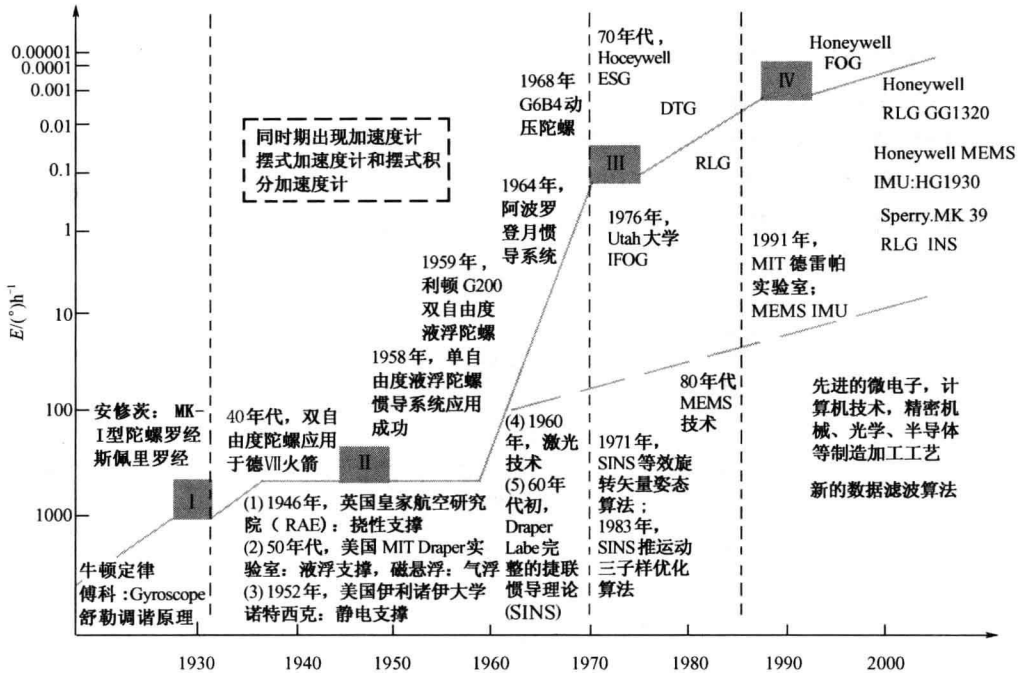 0.00001
0.0001
0.001
0.01
0.1
1
10
100
1000
E/(°)h⁻¹
同时期出现加速度计
摆式加速度计和摆式积
分加速度计
安修茨： MK-
I型陀螺罗经
斯佩里罗经
I
牛顿定律
傅科 :Gyroscope
舒勒调谐原理
40年代，双自
由度陀螺应用
于德Ⅶ火箭
II
(1) 1946年，英国皇家航空研究
院（RAE）：挠性支撑
(2) 50年代，美国 MIT Draper实
验室：液浮支撑，磁悬浮：气浮
(3) 1952年，美国伊利诺伊大学
诺特西克：静电支撑
1958年，单自
由度液浮陀螺
惯导系统应用
成功
1959年，
利顿 G200
双自由度
液浮陀螺
1964年，
阿波罗
登月惯
导系统
1968年
G6B4动
压陀螺
(4) 1960
年，激光
技术
(5) 60年
代初，
Draper
Labe完
整的捷联
惯导理论
(SINS)
70年代，
Hoceywell
ESG
DTG
III
RLG
1976年，
Utah大学
IFOG
80年代
MEMS
技术
1971年，
SINS等效旋
转矢量姿态
算法；
1983年，
SINS推运动
三子样优化
算法
IV
Honeywell
FOG
Honeywell
RLG GG1320
Honeywell MEMS
IMU:HG1930
Sperry.MK 39
RLG INS
1991年，
MIT 德雷帕
实验室；
MEMS IMU
先进的微电子，计
算机技术，精密机
械、光学、半导体
等制造加工工艺
新的数据滤波算法
1930
1940
1950
1960
1970
1980
1990
2000